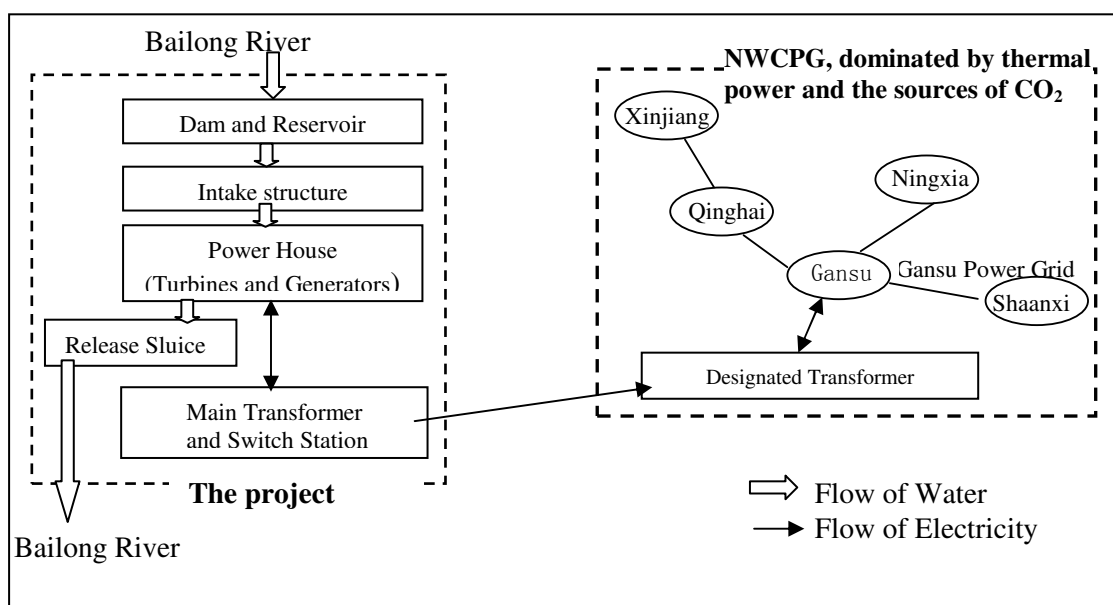 Bailong River
Dam and Reservoir
Intake structure
Power House
(Turbines and Generators)
Release Sluice
Main Transformer
and Switch Station
The project
Bailong River
NWCPG, dominated by thermal
power and the sources of CO₂
Xinjiang
Ningxia
Qinghai
Gansu
Gansu Power Grid
Shaanxi
Designated Transformer
Flow of Water
Flow of Electricity